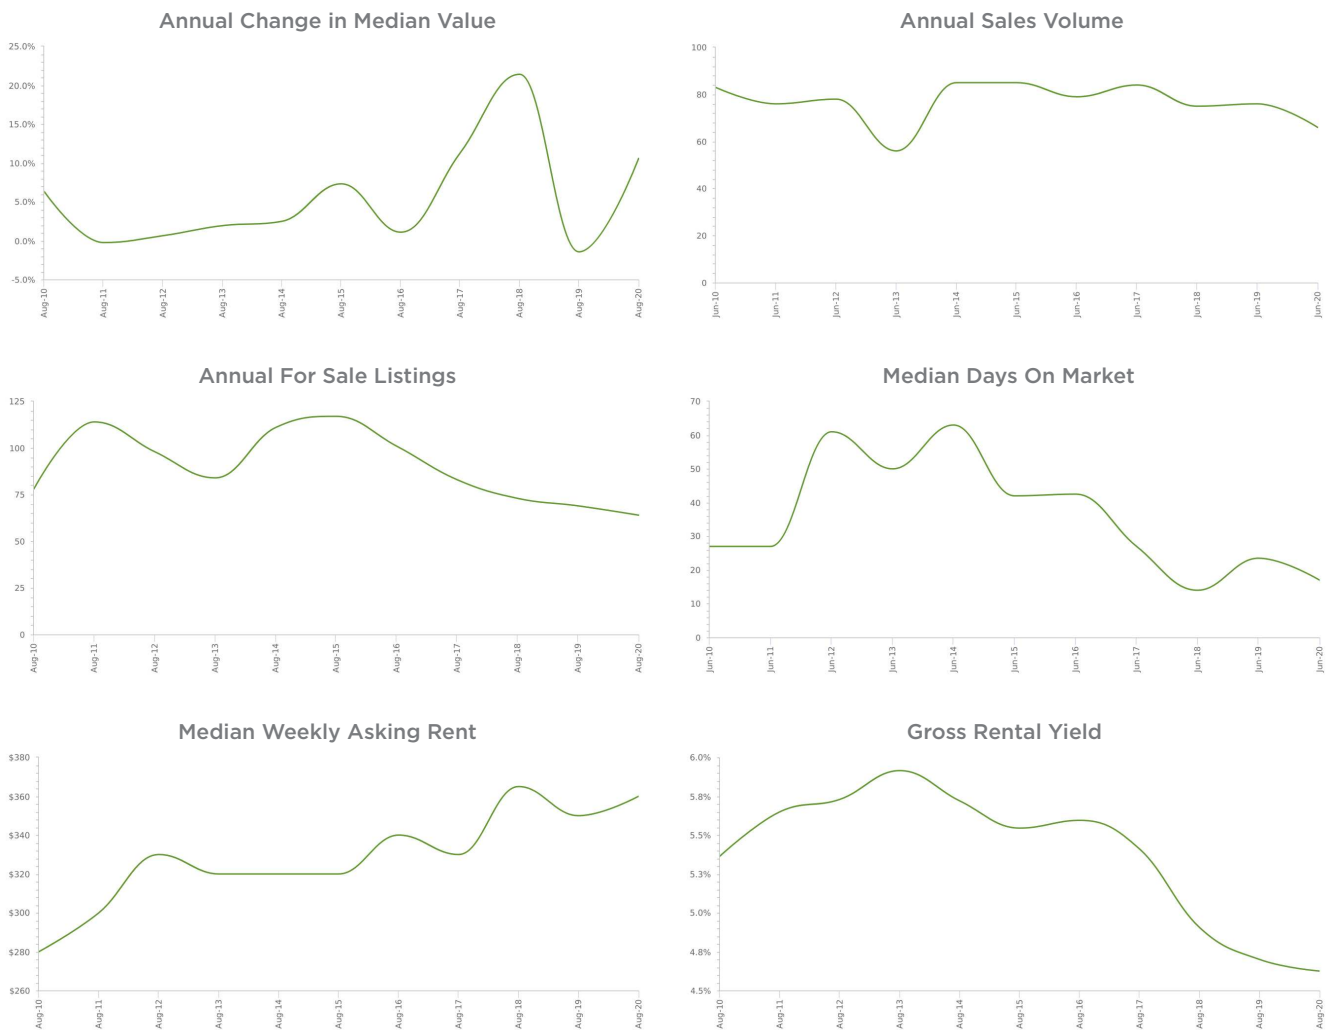 Annual Change in Median Value
25.0%
20.0%
15.0%
10.0%
5.0%
0.0%
-5.0%
Aug-10
Aug-11
Aug-12
Aug-13
Aug-14
Aug-15
Aug-16
Aug-17
Aug-18
Aug-19
Aug-20
Annual Sales Volume
100
80
60
40
20
0
Jun-10
Jun-11
Jun-12
Jun-13
Jun-14
Jun-15
Jun-16
Jun-17
Jun-18
Jun-19
Jun-20
Annual For Sale Listings
125
100
75
50
25
0
Aug-10
Aug-11
Aug-12
Aug-13
Aug-14
Aug-15
Aug-16
Aug-17
Aug-18
Aug-19
Aug-20
Median Days On Market
70
60
50
40
30
20
10
0
Jun-10
Jun-11
Jun-12
Jun-13
Jun-14
Jun-15
Jun-16
Jun-17
Jun-18
Jun-19
Jun-20
Median Weekly Asking Rent
$380
$360
$340
$320
$300
$280
$260
Aug-10
Aug-11
Aug-12
Aug-13
Aug-14
Aug-15
Aug-16
Aug-17
Aug-18
Aug-19
Aug-20
Gross Rental Yield
6.0%
5.8%
5.5%
5.3%
5.0%
4.8%
4.5%
Aug-10
Aug-11
Aug-12
Aug-13
Aug-14
Aug-15
Aug-16
Aug-17
Aug-18
Aug-19
Aug-20